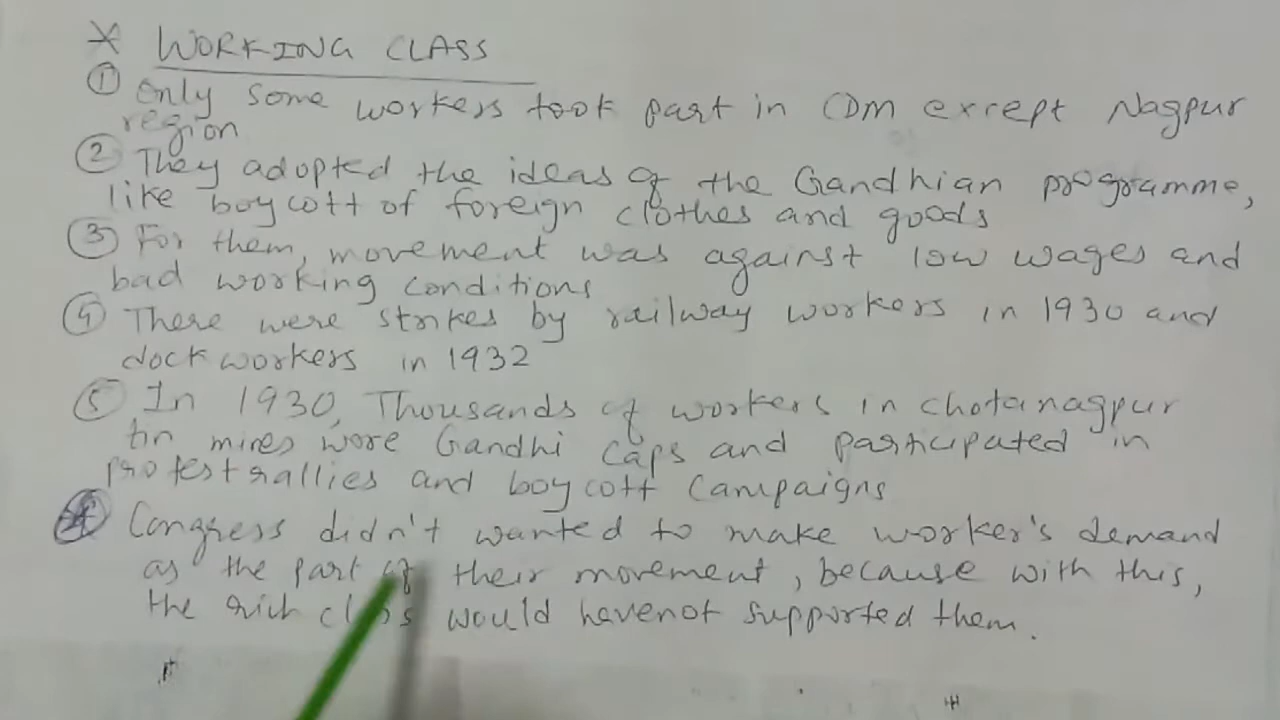 * WORKING CLASS
① Only some workers took part in CDM except Nagpur
region
② They adopted the ideas of the Gandhian programme,
like boycott of foreign clothes and goods
③ For them, movement was against low wages and
bad working conditions
④ There were strikes by railway workers in 1930 and
dockworkers in 1932
⑤ In 1930, Thousands of workers in chotanagpur
tin mines wore Gandhi caps and participated in
protest rallies and boycott campaigns
Congress didn't wanted to make worker's demand
as the part of their movement, because with this,
the rich class would havenot supported them.